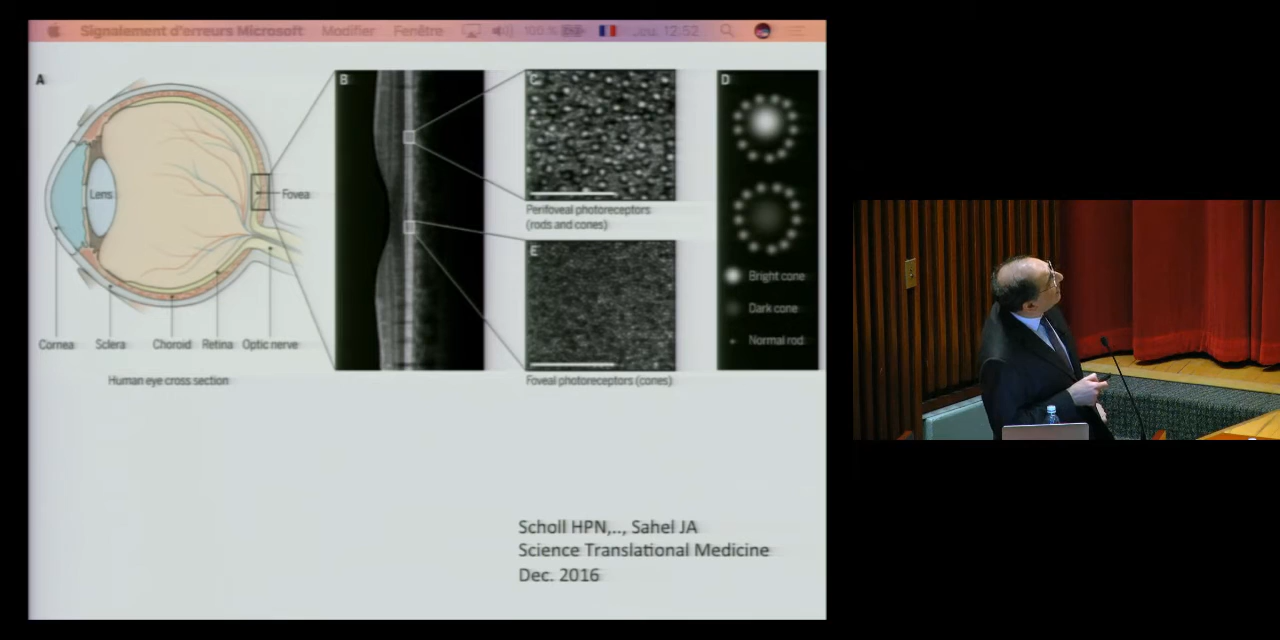 Signalement d'erreurs Microsoft Modifier Fenêtre 100 % Jeu. 12:52
A
B
C
D
Lens
Fovea
Perifoveal photoreceptors
(rods and cones)
E
Bright cone
Dark cone
Normal rod
Cornea Sclera Choroid Retina Optic nerve
Human eye cross section
Foveal photoreceptors (cones)
Scholl HPN,.., Sahel JA
Science Translational Medicine
Dec. 2016